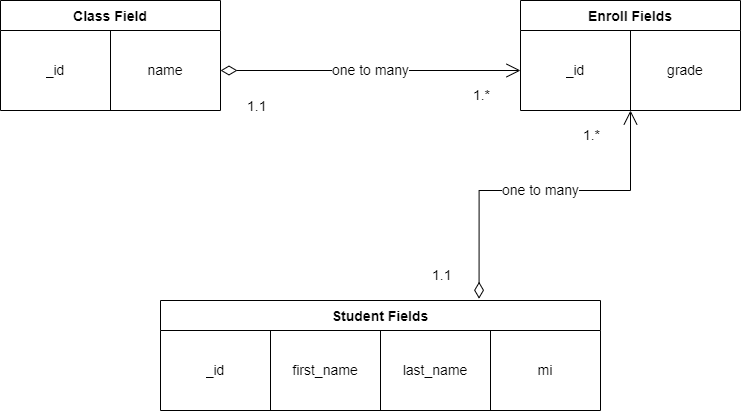 Class Field
_id
name
one to many
1.1
1.*
Enroll Fields
_id
grade
1.*
one to many
1.1
Student Fields
_id
first_name
last_name
mi